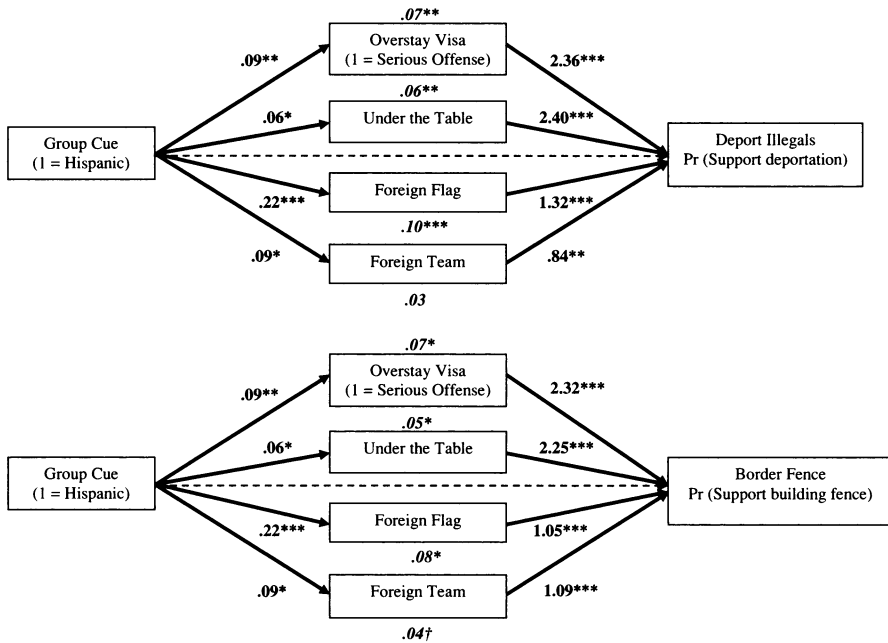 .07**
Overstay Visa
(1 = Serious Offense)
.09**
2.36***
.06**
Under the Table
.06*
2.40***
Group Cue
(1 = Hispanic)
Deport Illegals
Pr (Support deportation)
Foreign Flag
.22***
1.32***
.10***
Foreign Team
.09*
.84**
.03
.07*
Overstay Visa
(1 = Serious Offense)
.09**
2.32***
.05*
Under the Table
.06*
2.25***
Group Cue
(1 = Hispanic)
Border Fence
Pr (Support building fence)
Foreign Flag
.22***
1.05***
.08*
Foreign Team
.09*
1.09***
.04†